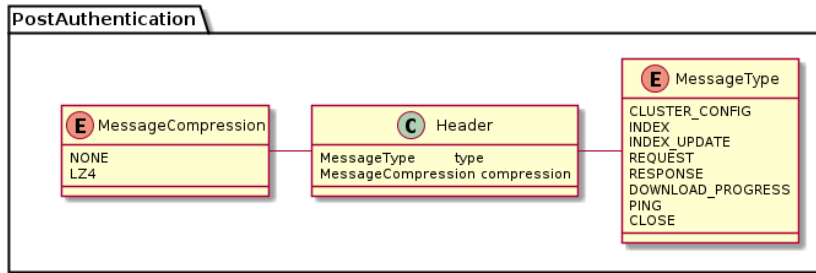 PostAuthentication
E MessageCompression
NONE
LZ4
C Header
MessageType type
MessageCompression compression
E MessageType
CLUSTER_CONFIG
INDEX
INDEX_UPDATE
REQUEST
RESPONSE
DOWNLOAD_PROGRESS
PING
CLOSE